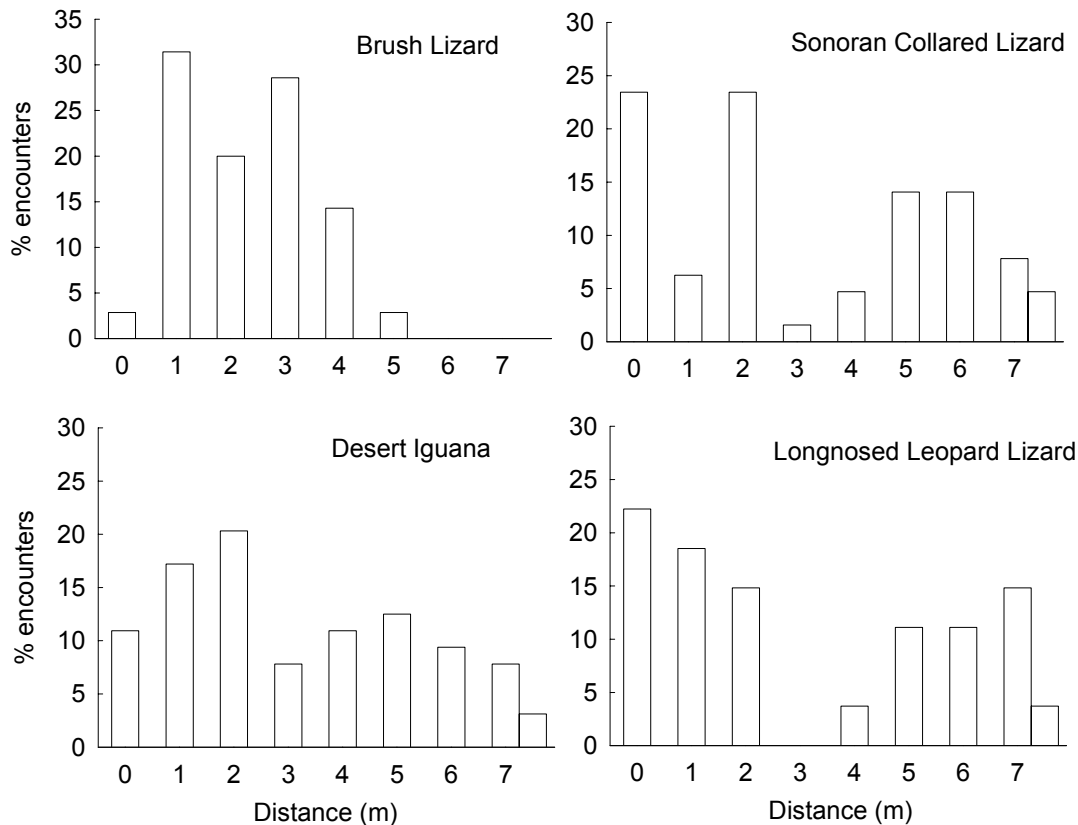 Brush Lizard
% encounters
35
30
25
20
15
10
5
0
0 1 2 3 4 5 6 7
Sonoran Collared Lizard
30
25
20
15
10
5
0
0 1 2 3 4 5 6 7
Desert Iguana
% encounters
30
25
20
15
10
5
0
0 1 2 3 4 5 6 7
Distance (m)
Longnosed Leopard Lizard
30
25
20
15
10
5
0
0 1 2 3 4 5 6 7
Distance (m)